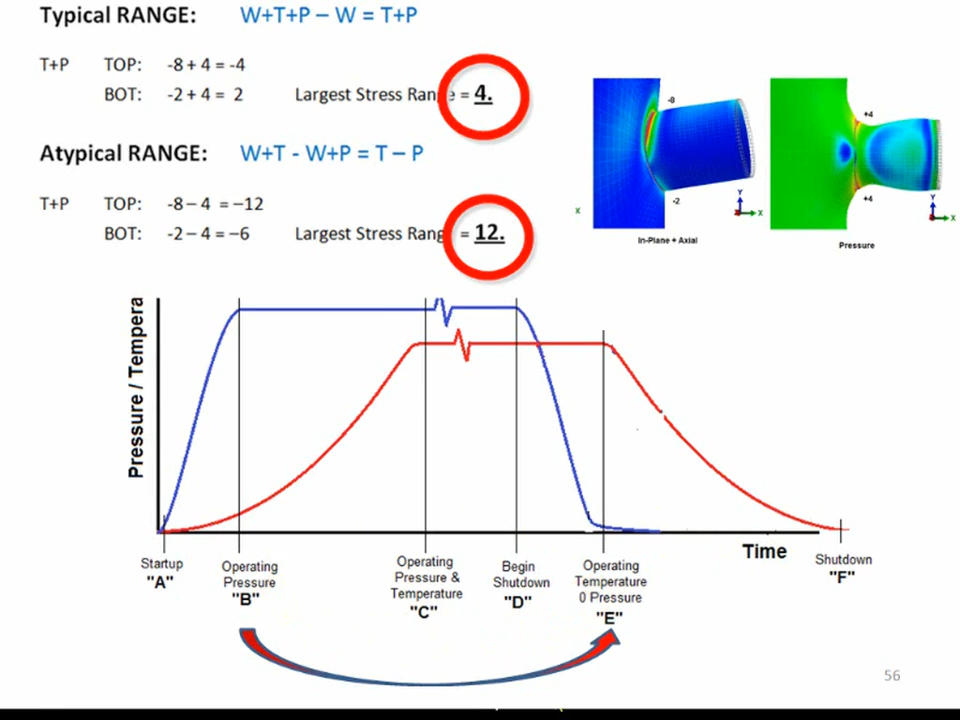 Typical RANGE: W+T+P – W = T+P
T+P TOP: -8 + 4 = -4
BOT: -2 + 4 = 2 Largest Stress Range = 4.
Atypical RANGE: W+T - W+P = T – P
T+P TOP: -8 – 4 = –12
BOT: -2 – 4 = –6 Largest Stress Rang = 12.
-8
-2
Y
X
X
In-Plane + Axial
+4
+4
Y
X
Pressure
Pressure / Tempera
Time
Startup
"A"
Operating
Pressure
"B"
Operating
Pressure &
Temperature
"C"
Begin
Shutdown
"D"
Operating
Temperature
0 Pressure
"E"
Shutdown
"F"
56